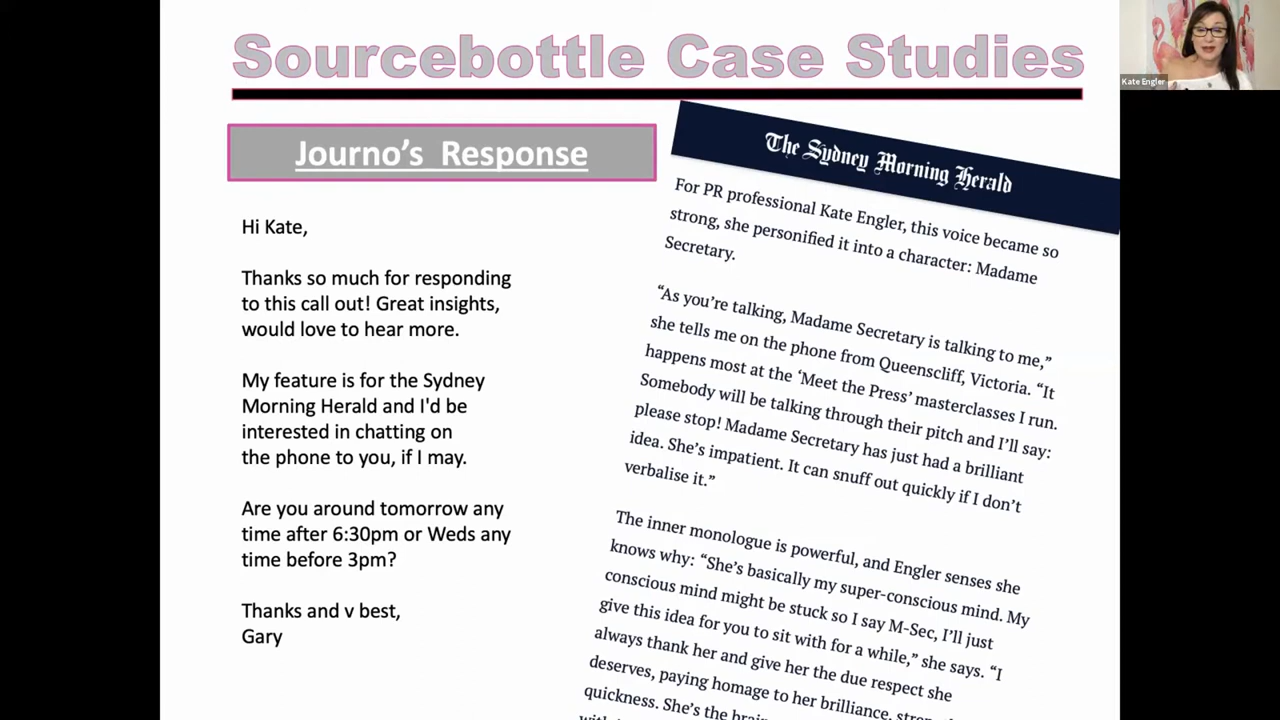 Sourcebottle Case Studies
Journo's Response
Hi Kate,
Thanks so much for responding
to this call out! Great insights,
would love to hear more.
My feature is for the Sydney
Morning Herald and I'd be
interested in chatting on
the phone to you, if I may.
Are you around tomorrow any
time after 6:30pm or Weds any
time before 3pm?
Thanks and v best,
Gary
The Sydney Morning Herald
For PR professional Kate Engler, this voice became so
strong, she personified it into a character: Madame
Secretary.
“As you’re talking, Madame Secretary is talking to me,”
she tells me on the phone from Queenscliff, Victoria. “It
happens most at the ‘Meet the Press’ masterclasses I run.
Somebody will be talking through their pitch and I’ll say:
please stop! Madame Secretary has just had a brilliant
idea. She’s impatient. It can snuff out quickly if I don’t
verbalise it.”
The inner monologue is powerful, and Engler senses she
knows why: “She’s basically my super-conscious mind. My
conscious mind might be stuck so I say M-Sec, I’ll just
give this idea for you to sit with for a while,” she says. “I
always thank her and give her the due respect she
deserves, paying homage to her brilliance,
quickness. She’s the
Kate Engler